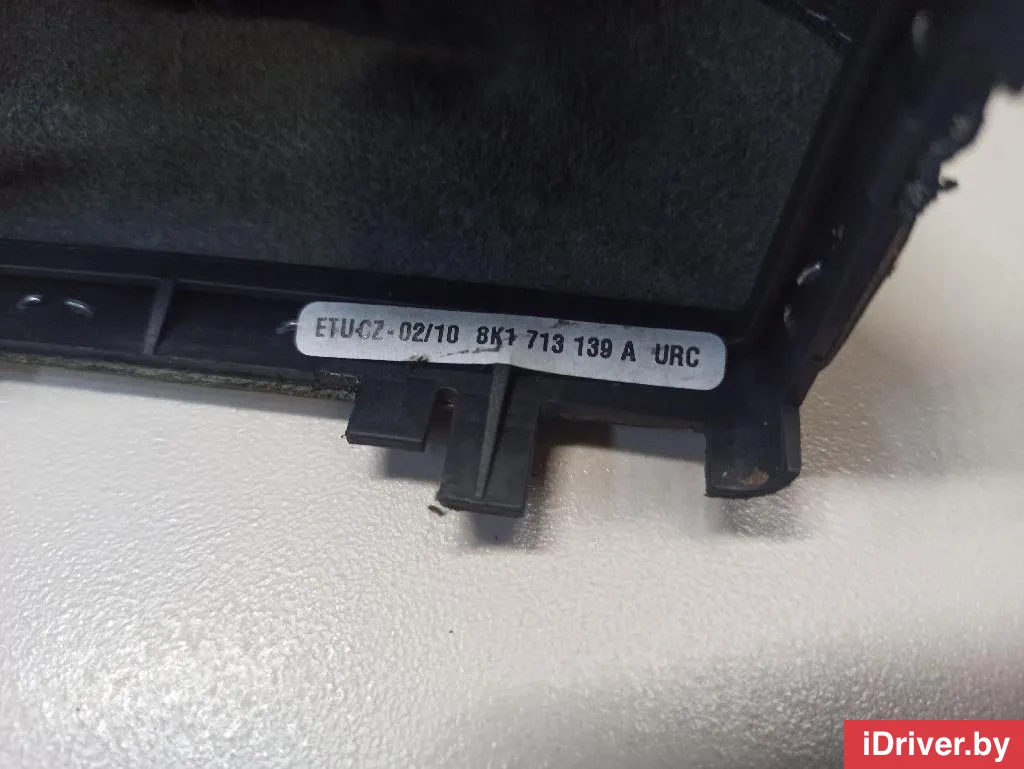 ETU-CZ - 02/10 8K1 713 139 A URC
iDriver.by